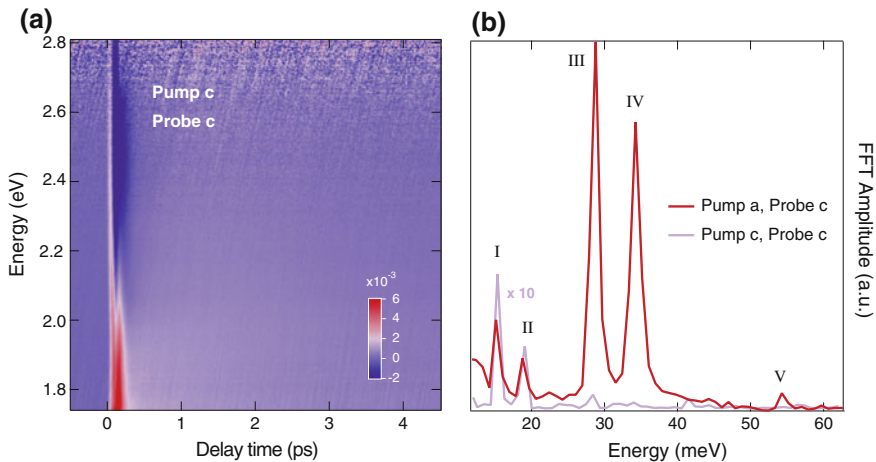 (a)
2.8
2.6
2.4
2.2
2.0
1.8
Energy (eV)
Pump c
Probe c
x10⁻³
6
4
2
0
-2
0
1
2
3
4
Delay time (ps)
(b)
I
II
III
IV
V
x 10
Pump a, Probe c
Pump c, Probe c
FFT Amplitude (a.u.)
20
30
40
50
60
Energy (meV)